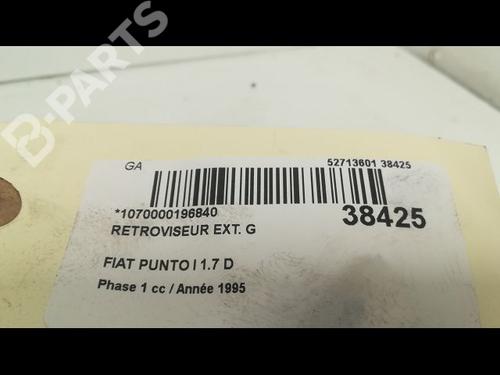 B-PARTS
GA 52713601 38425
*1070000196840 38425
RETROVISEUR EXT. G
FIAT PUNTO I 1.7 D
Phase 1 cc / Année 1995